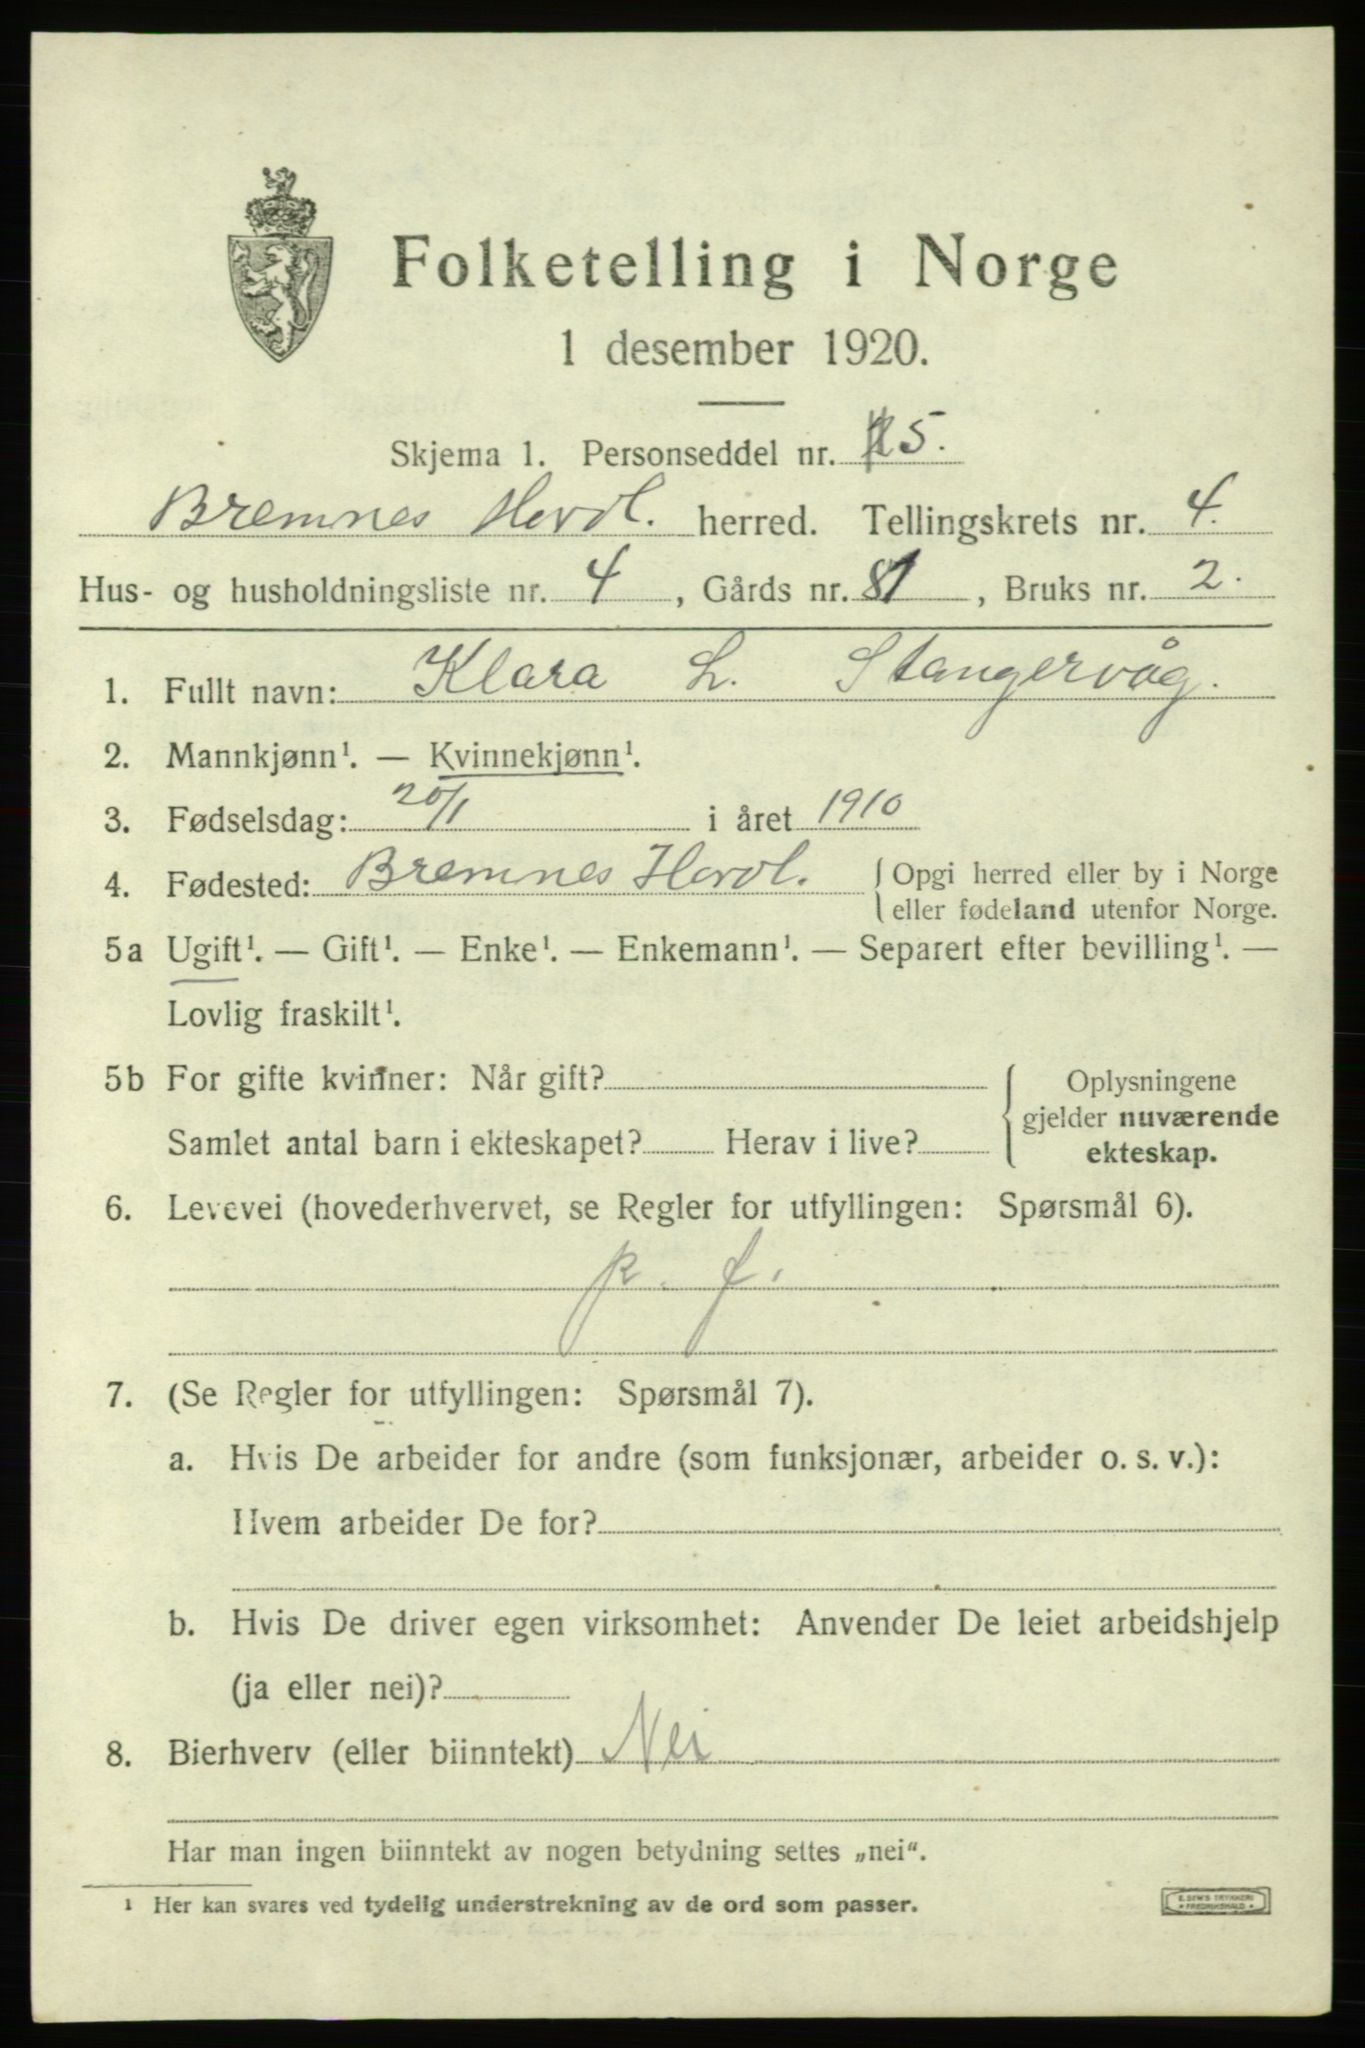 Folketelling i Norge
1 desember 1920.
Skjema 1. Personseddel nr. 5.
Bremnes Hordl. herred. Tellingskrets nr. 4.
Hus- og husholdningsliste nr. 4, Gårds nr. 81, Bruks nr. 2.
1. Fullt navn: Klara L. Stangervåg.
2. Mannkjønn¹. — Kvinnekjønn¹.
3. Fødselsdag: 20/1 i året 1910
4. Fødested: Bremnes Hordl. Opgi herred eller by i Norge
eller fødeland utenfor Norge.
5a Ugift¹. — Gift¹. — Enke¹. — Enkemann¹. — Separert efter bevilling¹. —
Lovlig fraskilt¹.
5b For gifte kvinner: Når gift? Oplysningene
gjelder nuværende
Samlet antal barn i ekteskapet? Herav i live? ekteskap.
6. Levevei (hovederhvervet, se Regler for utfyllingen: Spørsmål 6).
p. f.
7. (Se Regler for utfyllingen: Spørsmål 7).
a. Hvis De arbeider for andre (som funksjonær, arbeider o. s. v.):
Hvem arbeider De for?
b. Hvis De driver egen virksomhet: Anvender De leiet arbeidshjelp
(ja eller nei)?
8. Bierhverv (eller biinntekt) Nei
Har man ingen biinntekt av nogen betydning settes „nei“.
¹ Her kan svares ved tydelig understrekning av de ord som passer.
E. SEM'S TRYKKERI
FREDRIKSHALD